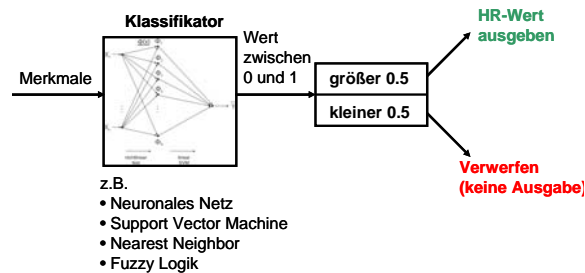 Klassifikator
Merkmale
Wert
zwischen
0 und 1
größer 0.5
kleiner 0.5
HR-Wert
ausgeben
Verwerfen
(keine Ausgabe)
z.B.
• Neuronales Netz
• Support Vector Machine
• Nearest Neighbor
• Fuzzy Logik